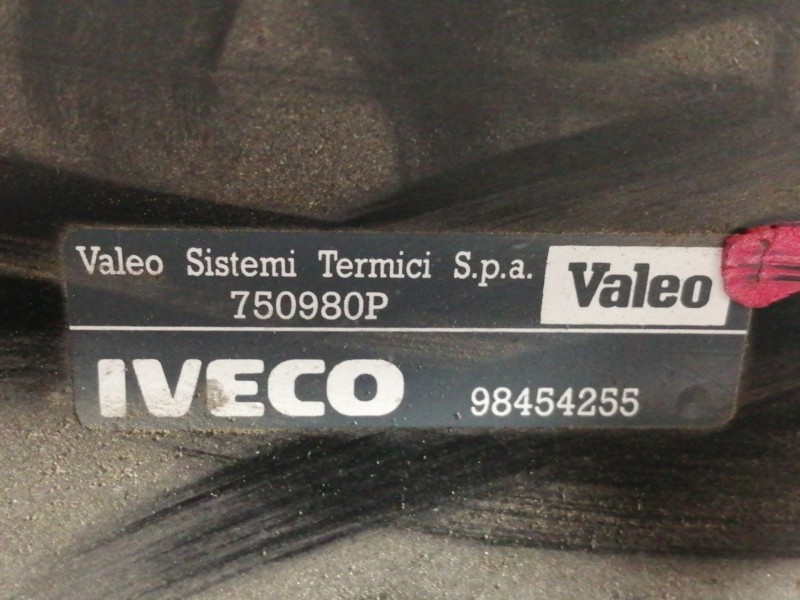 Valeo Sistemi Termici S.p.a.
750980P
Valeo
IVECO 98454255